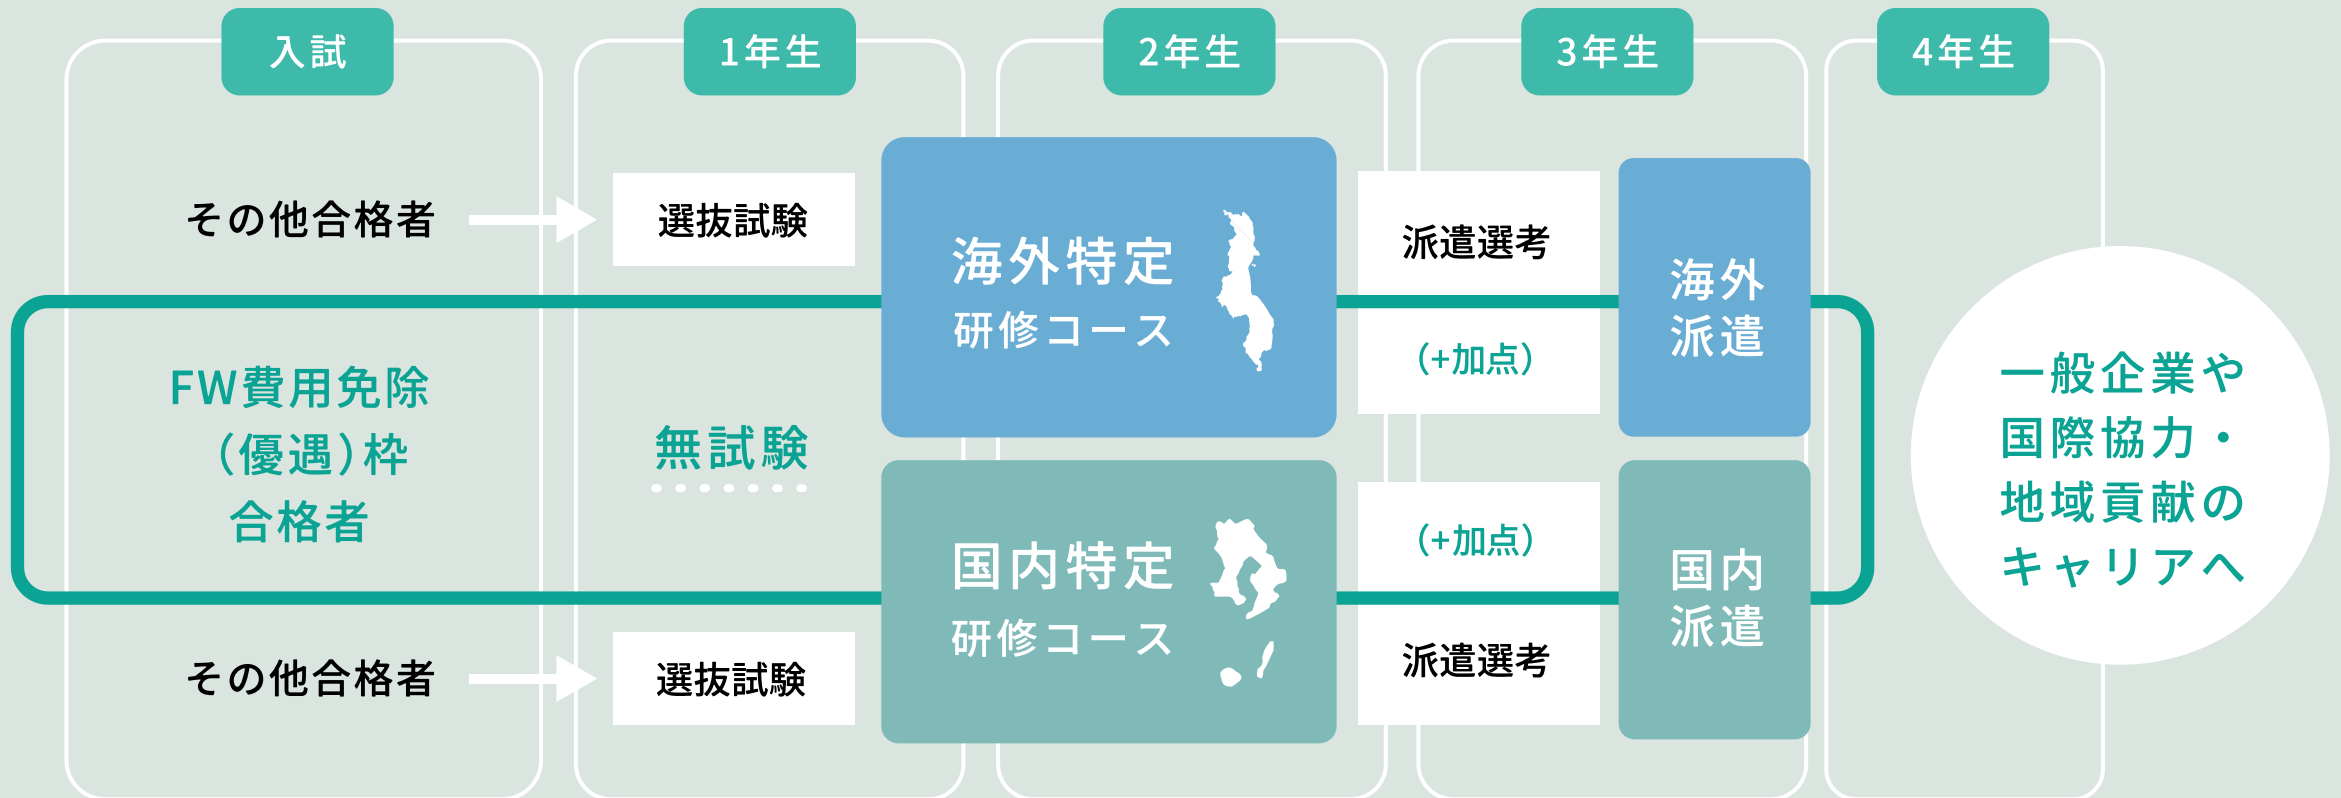 入試
1年生
2年生
3年生
4年生
その他合格者
選抜試験
海外特定
研修コース
派遣選考
(+加点)
海外
派遣
FW費用免除
(優遇)枠
合格者
無試験
国内特定
研修コース
(+加点)
派遣選考
国内
派遣
その他合格者
選抜試験
一般企業や
国際協力・
地域貢献の
キャリアへ